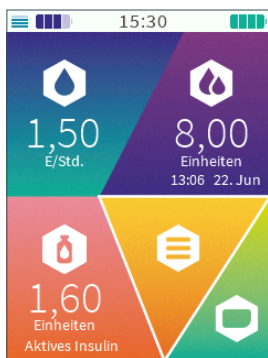 15:30
1,50
E/Std.
8,00
Einheiten
13:06 22. Jun
1,60
Einheiten
Aktives Insulin